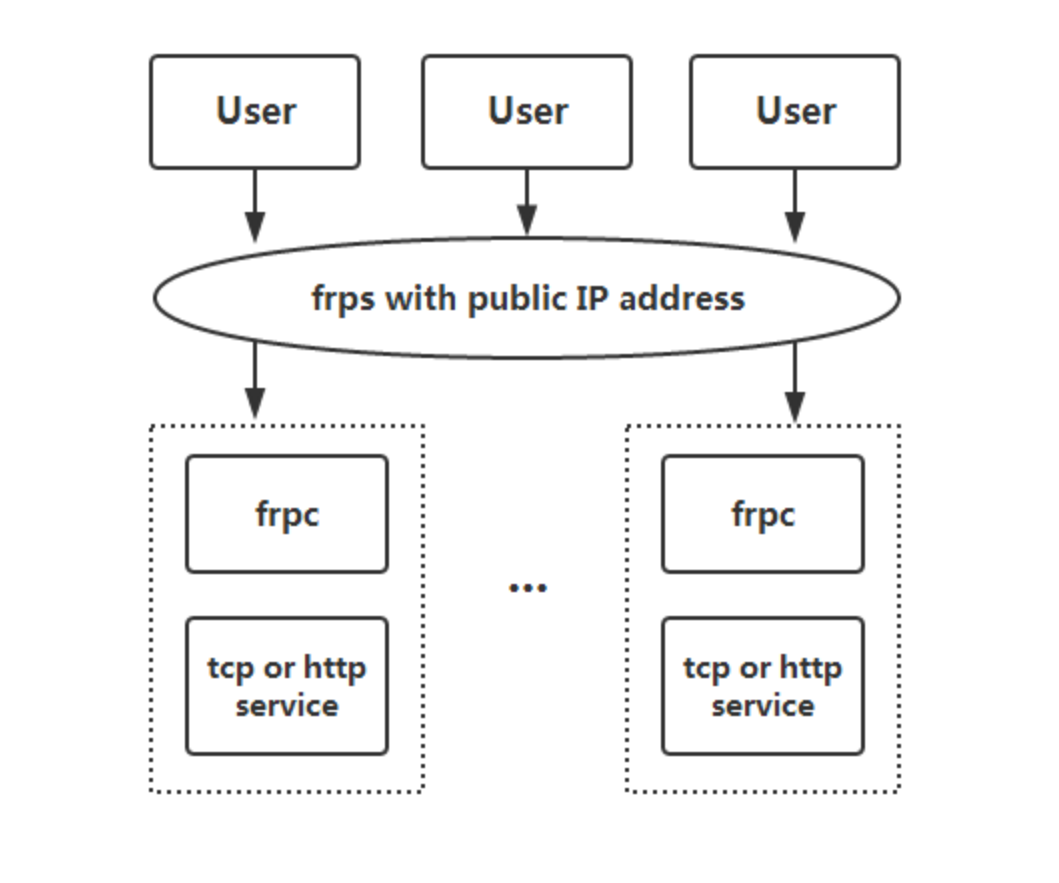 User
User
User
frps with public IP address
frpc
frpc
...
tcp or http
service
tcp or http
service